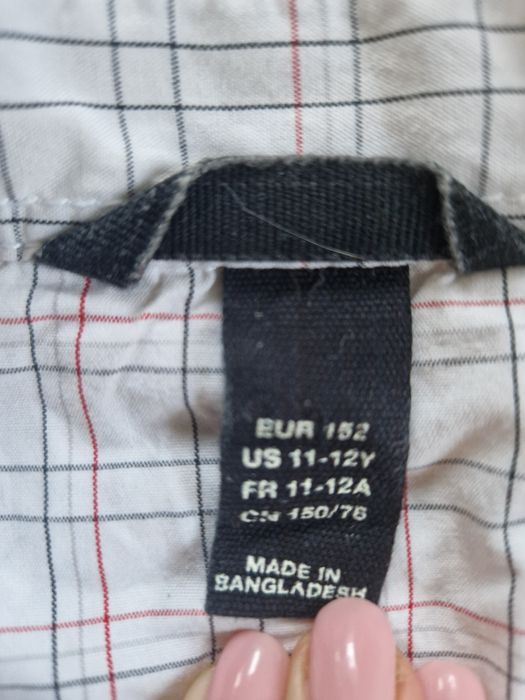 EUR 152
US 11-12Y
FR 11-12A
CN 150/76
MADE IN
BANGLADESH